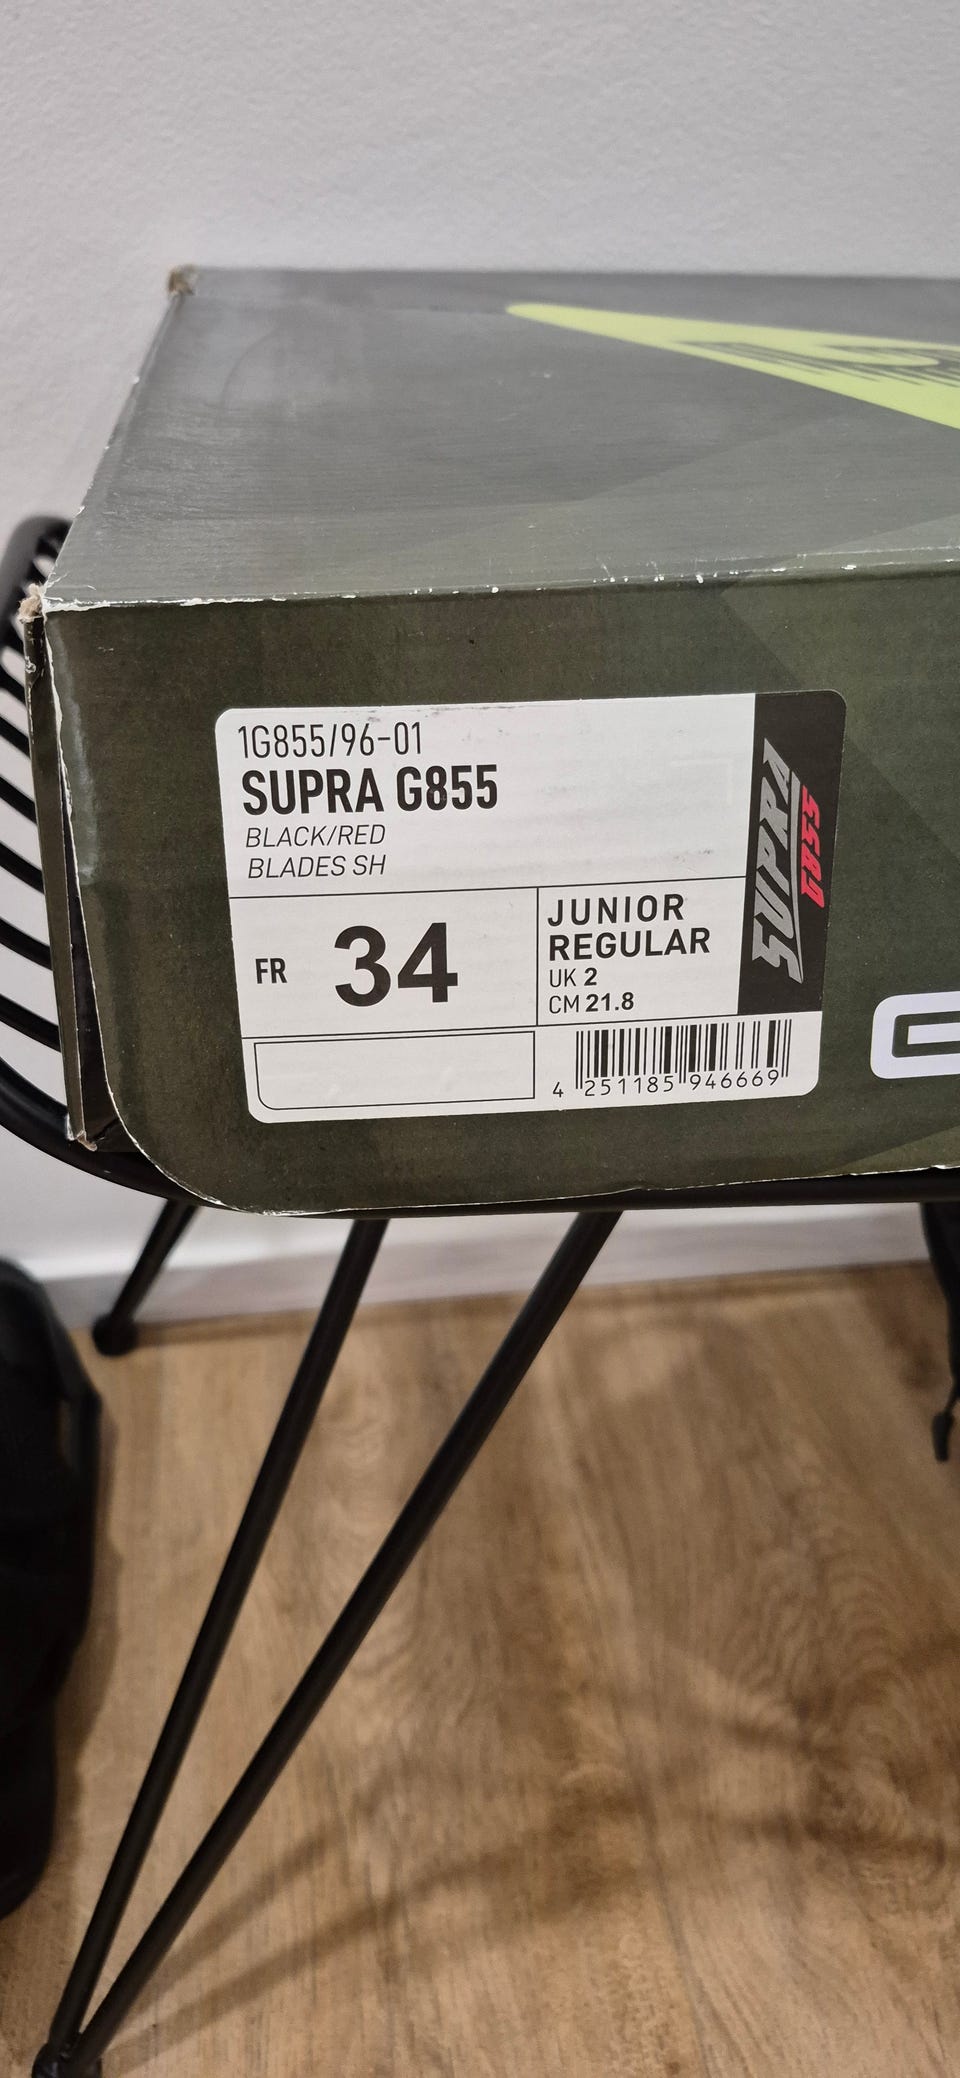 1G855/96-01
SUPRA G855
BLACK/RED
BLADES SH
FR 34
JUNIOR
REGULAR
UK 2
CM 21.8
4 251185 946669
SUPRA
G855